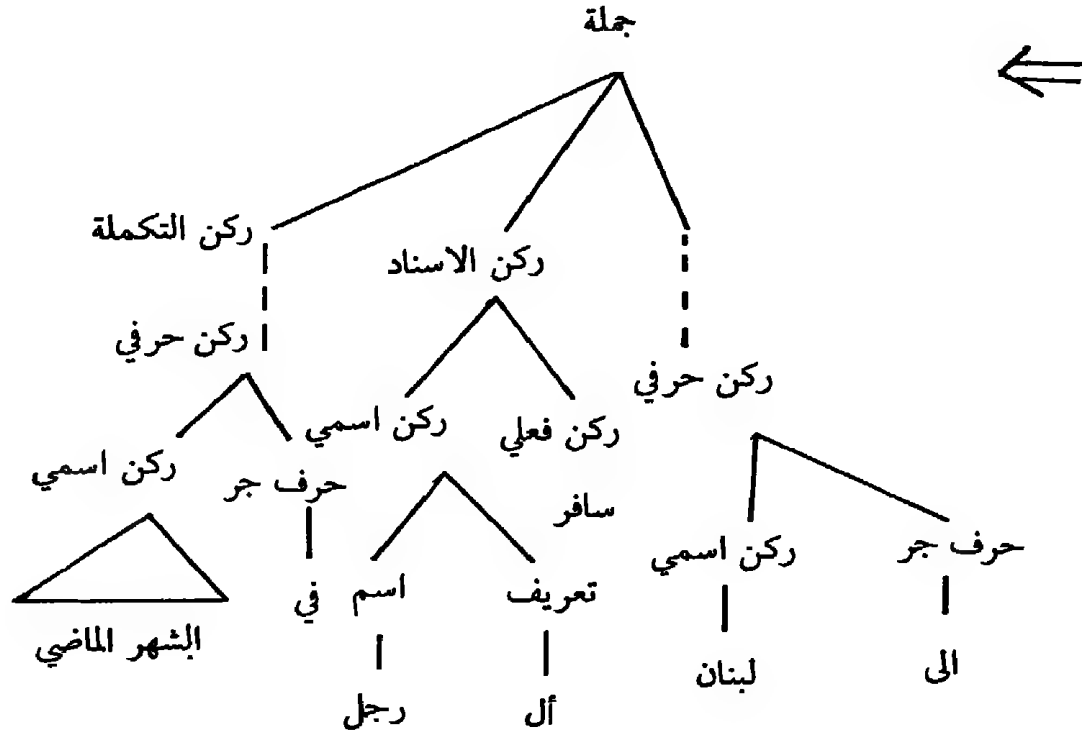 جملة
ركن التكملة
ركن الاسناد
ركن حرفي
ركن حرفي
ركن اسمي
ركن فعلي
ركن اسمي
حرف جر
سافر
حرف جر
ركن اسمي
تعريف
اسم
في
الشهر الماضي
الى
لبنان
أل
رجل